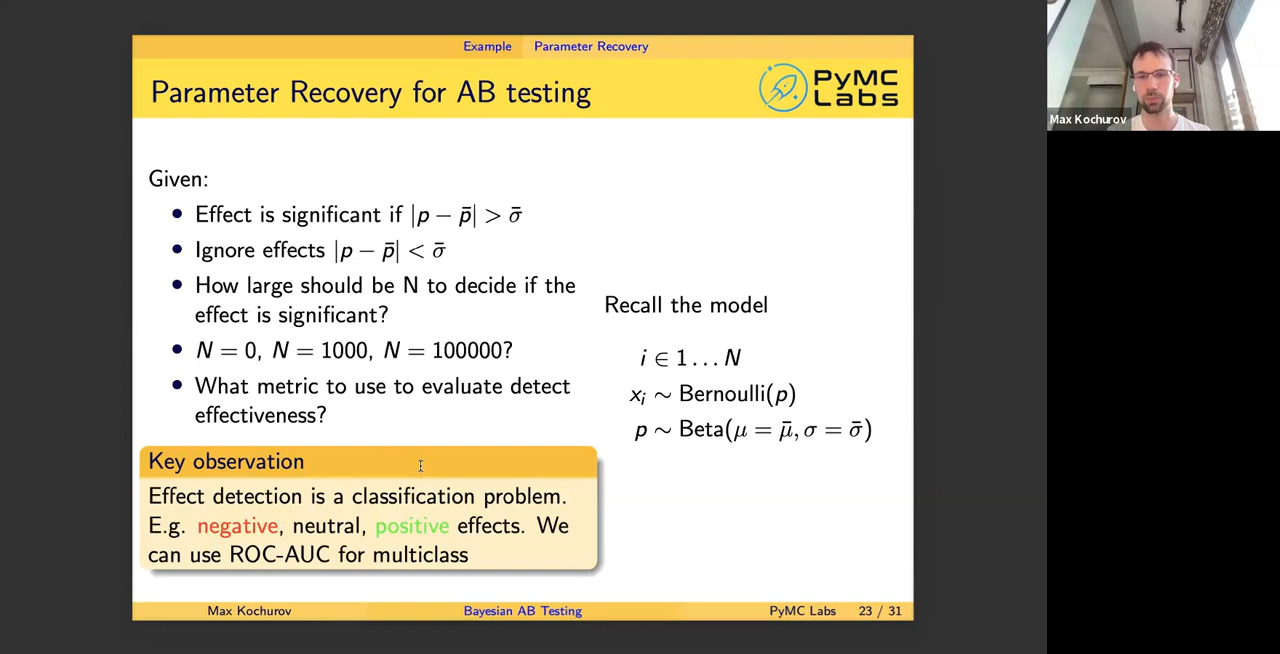 Example Parameter Recovery
Parameter Recovery for AB testing
PyMC
Labs
Max Kochurov
Given:
• Effect is significant if |p − p̄| > σ̄
• Ignore effects |p − p̄| < σ̄
• How large should be N to decide if the
effect is significant?
• N = 0, N = 1000, N = 100000?
• What metric to use to evaluate detect
effectiveness?
Key observation
Effect detection is a classification problem.
E.g. negative, neutral, positive effects. We
can use ROC-AUC for multiclass
Recall the model
i ∈ 1 . . . N
xᵢ ∼ Bernoulli(p)
p ∼ Beta(μ = μ̄, σ = σ̄)
Max Kochurov Bayesian AB Testing PyMC Labs 23 / 31